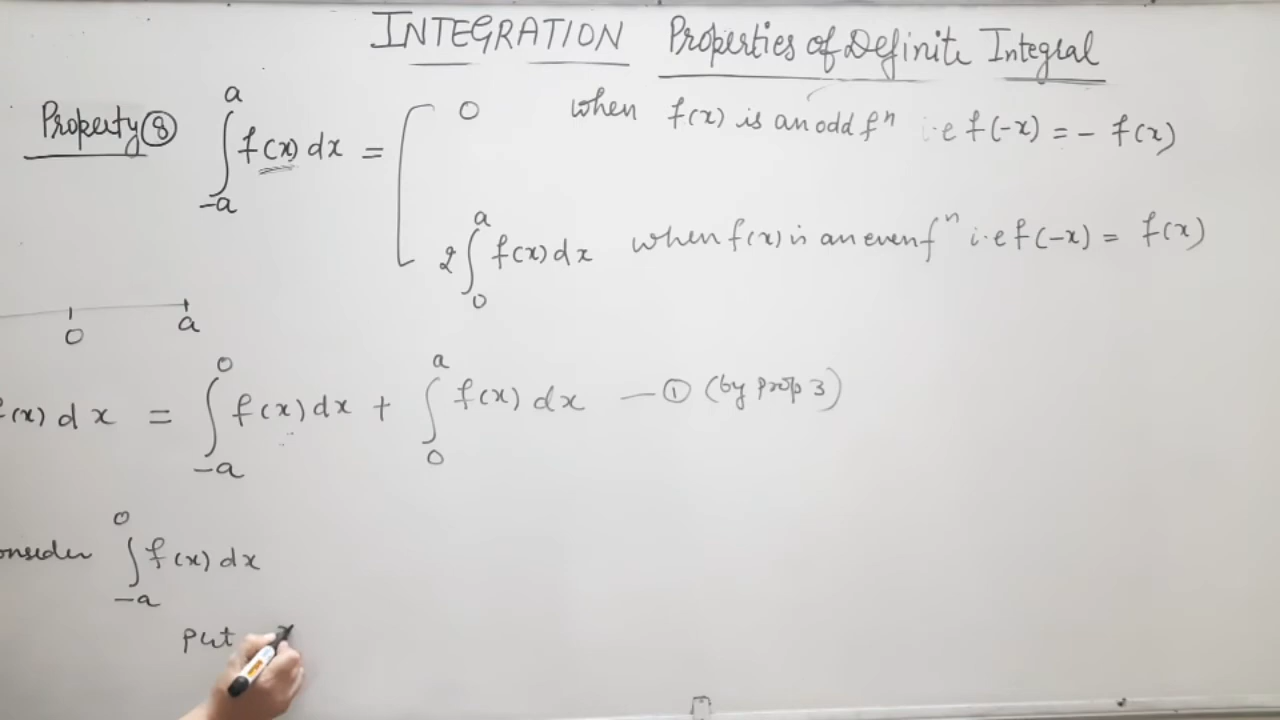 INTEGRATION Properties of Definite Integral
Property ⑧ ∫_{-a}^{a} f(x) dx = [ 0 when f(x) is an odd fⁿ i.e f(-x) = - f(x)
2 ∫_{0}^{a} f(x) dx when f(x) is an even fⁿ i.e f(-x) = f(x)
0 a
f(x) d x = ∫_{-a}^{0} f(x) dx + ∫_{0}^{a} f(x) dx — ① (by prop 3)
onsider ∫_{-a}^{0} f(x) dx
Put x